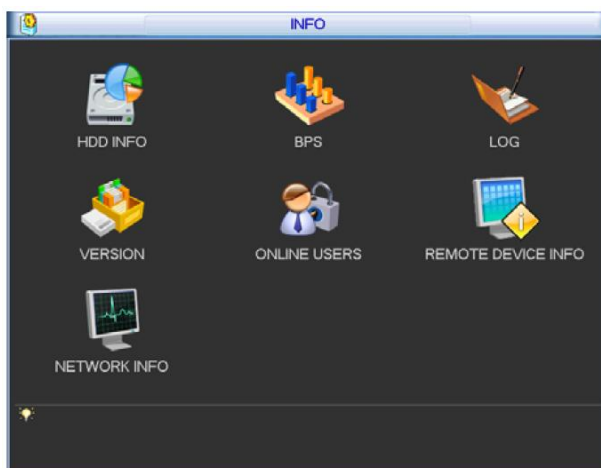 INFO
HDD INFO
BPS
LOG
VERSION
ONLINE USERS
REMOTE DEVICE INFO
NETWORK INFO